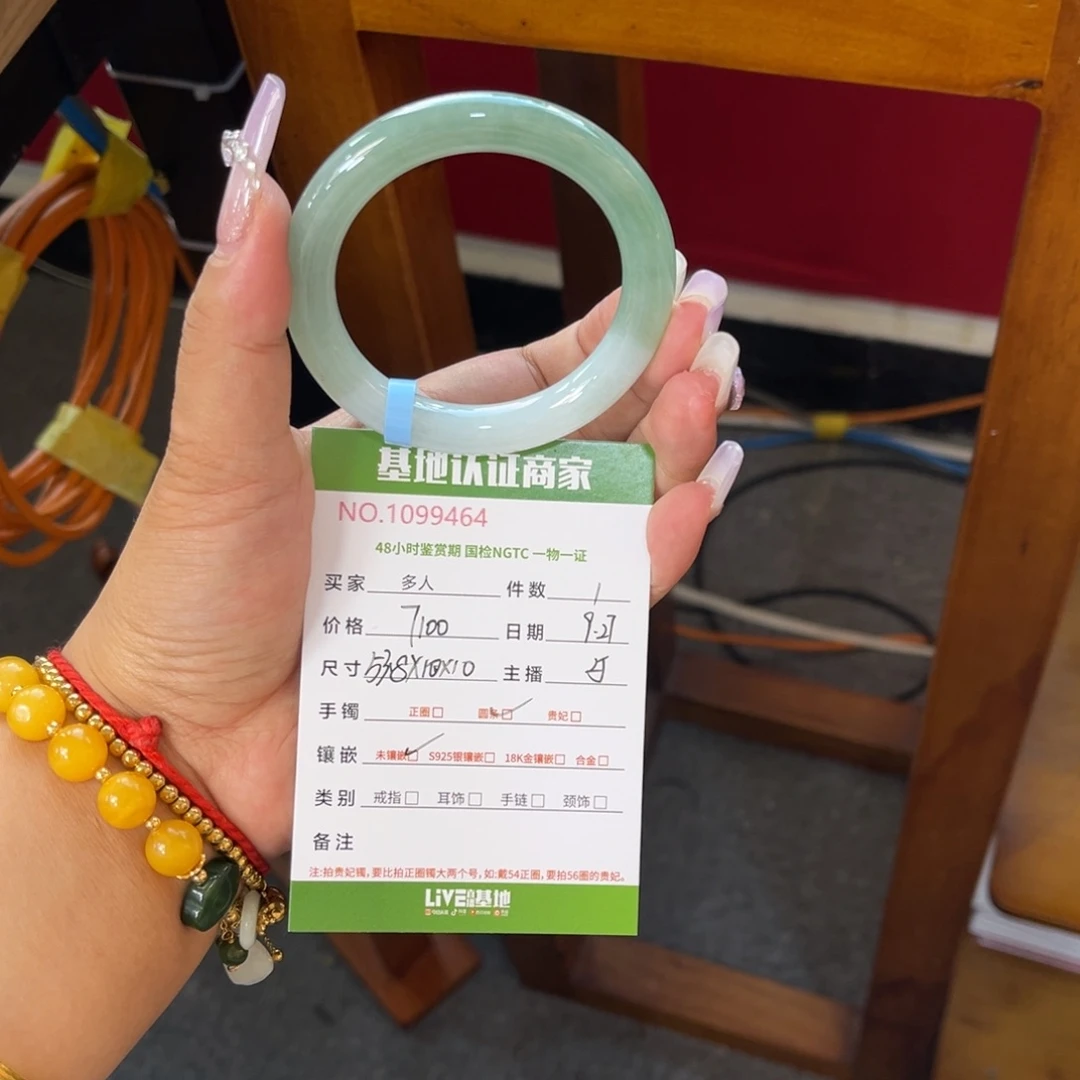 基地认证商家
NO.1099464
48小时鉴赏期 国检NGTC 一物一证
买家 多人 件数 1
价格 7100 日期 9.27
尺寸 53.8X10X10 主播
手镯 正圈□ 圆条□ 贵妃□
镶嵌 未镶嵌□ S925银镶嵌□ 18K金镶嵌□ 合金□
类别 戒指□ 耳饰□ 手链□ 颈饰□
备注
注:拍贵妃镯,要比拍正圈镯大两个号,如:戴54正圈,要拍56圈的贵妃。
LiVE 基地